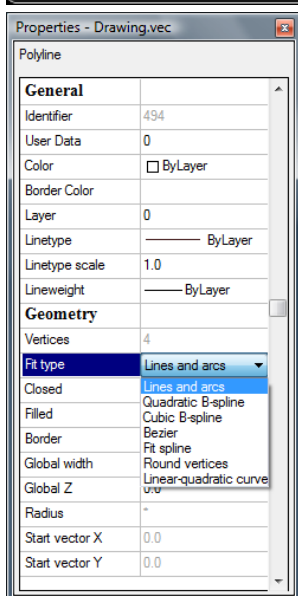 Properties - Drawing.vec
Polyline
General
Identifier 494
User Data 0
Color ByLayer
Border Color
Layer 0
Linetype ByLayer
Linetype scale 1.0
Lineweight ByLayer
Geometry
Vertices 4
Fit type Lines and arcs
Closed Lines and arcs
Quadratic B-spline
Filled Cubic B-spline
Border Bezier
Fit spline
Global width Round vertices
Linear-quadratic curve
Global Z 0.0
Radius *
Start vector X 0.0
Start vector Y 0.0